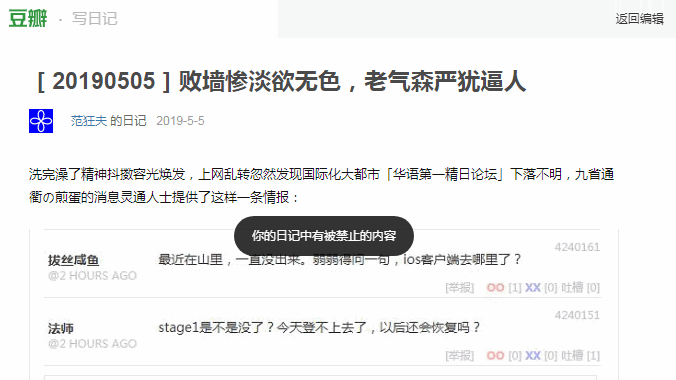 豆瓣 · 写日记 返回编辑
[ 20190505 ] 败墙惨淡欲无色，老气森严犹逼人
范狂夫 的日记 2019-5-5
洗完澡了精神抖擞容光焕发，上网乱转忽然发现国际化大都市「华语第一精日论坛」下落不明，九省通
衢の煎蛋的消息灵通人士提供了这样一条情报：
你的日记中有被禁止的内容
4240161
拔丝咸鱼 最近在山里，一直没出来。弱弱得问一句，ios客户端去哪里了？
@2 HOURS AGO
[举报] OO [1] XX [0] 吐槽 [0]
4240151
法师 stage1是不是没了？今天登不上去了，以后还会恢复吗？
@2 HOURS AGO
[举报] OO [0] XX [0] 吐槽 [1]